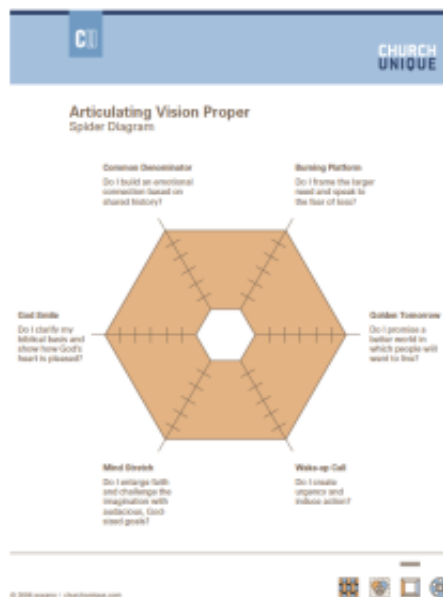 CHURCH
UNIQUE
Articulating Vision Proper
Spider Diagram
Common Denominator
Do I build an emotional
connection based on
shared history?
Burning Platform
Do I frame the larger
need and speak to
the fear of loss?
God Smile
Do I clarify my
biblical basis and
show how God's
heart is pleased?
Golden Tomorrow
Do I promise a
better world in
which people will
want to live?
Mind Stretch
Do I enlarge faith
and challenge the
imagination with
audacious, God-
sized goals?
Wake-up Call
Do I create
urgency and
induce action?
churchunique.com